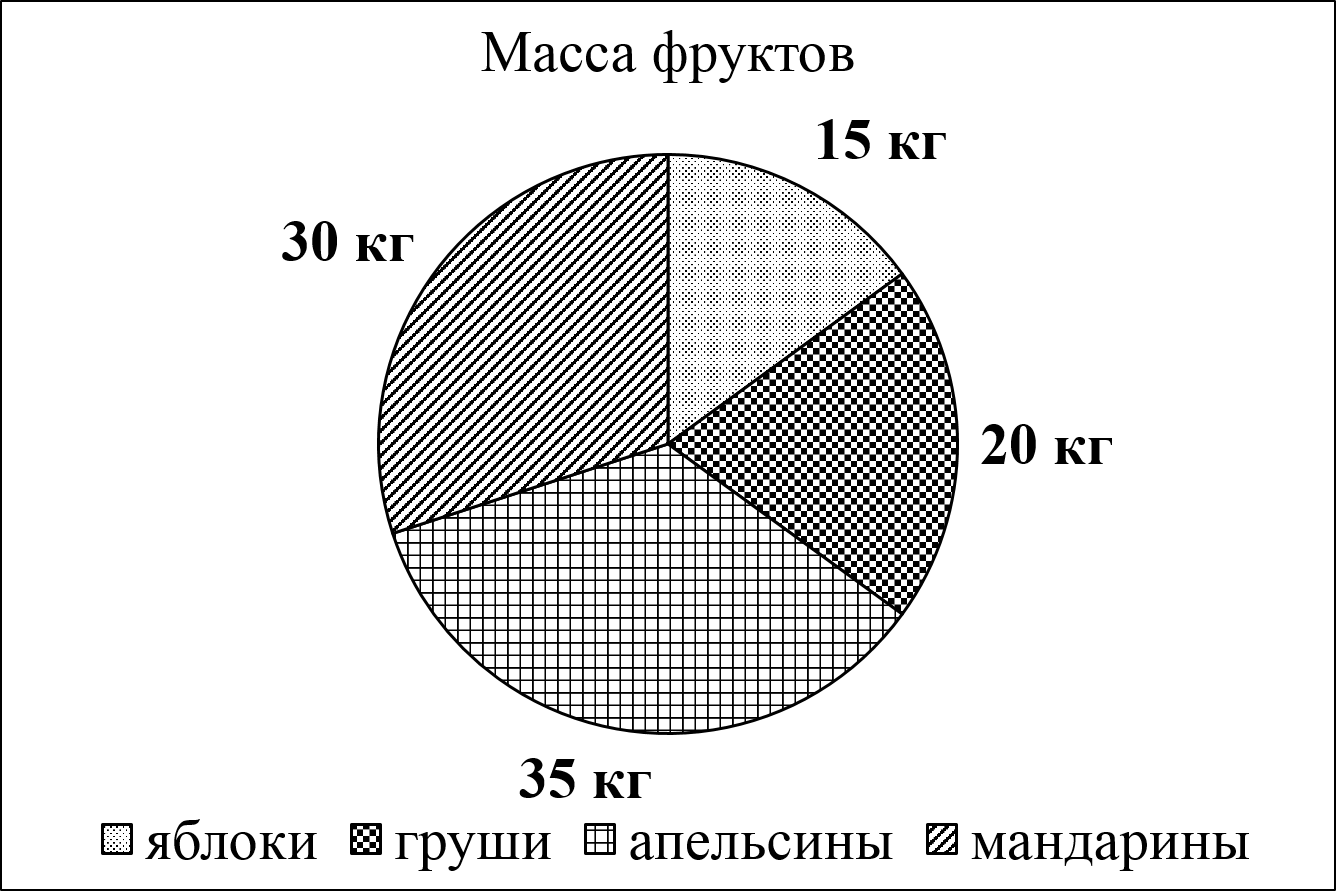 Масса фруктов
15 кг
30 кг
20 кг
35 кг
яблоки груши апельсины мандарины